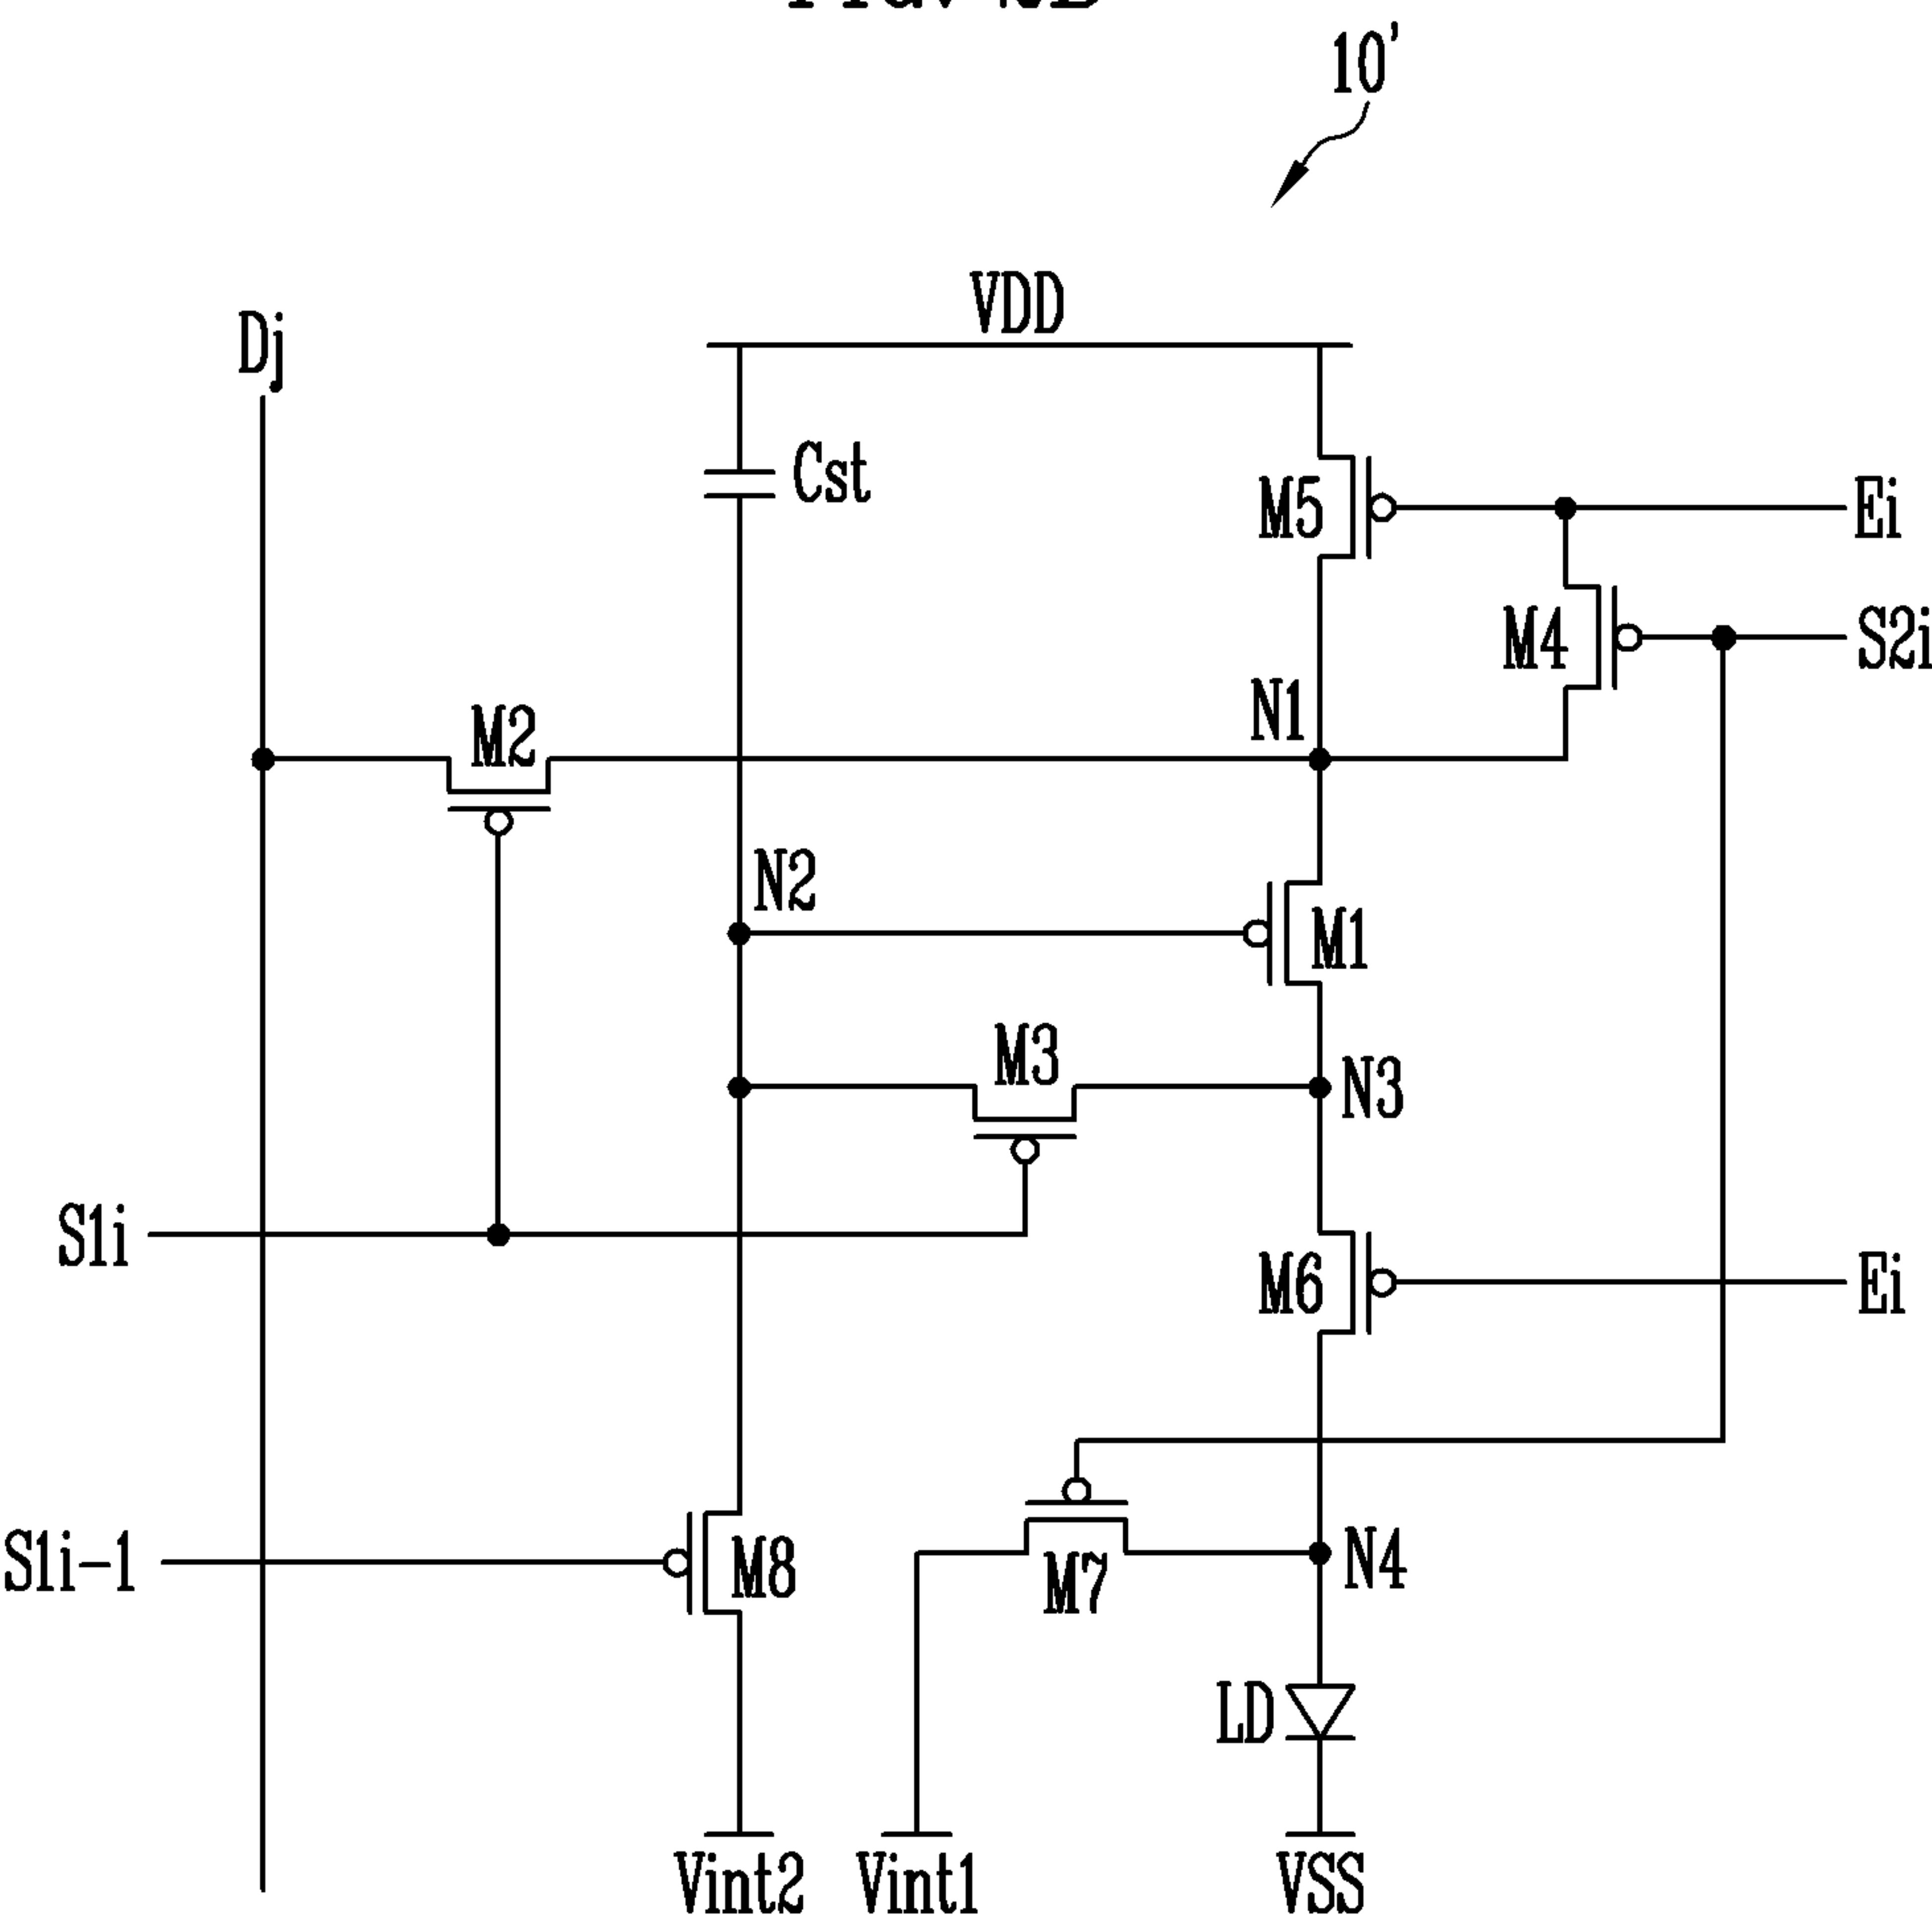 10'
VDD
Dj
Cst
M5
Ei
M4
S2i
N1
M2
N2
M1
M3
N3
S1i
M6
Ei
S1i-1
M8
M7
N4
LD
Vint2
Vint1
VSS